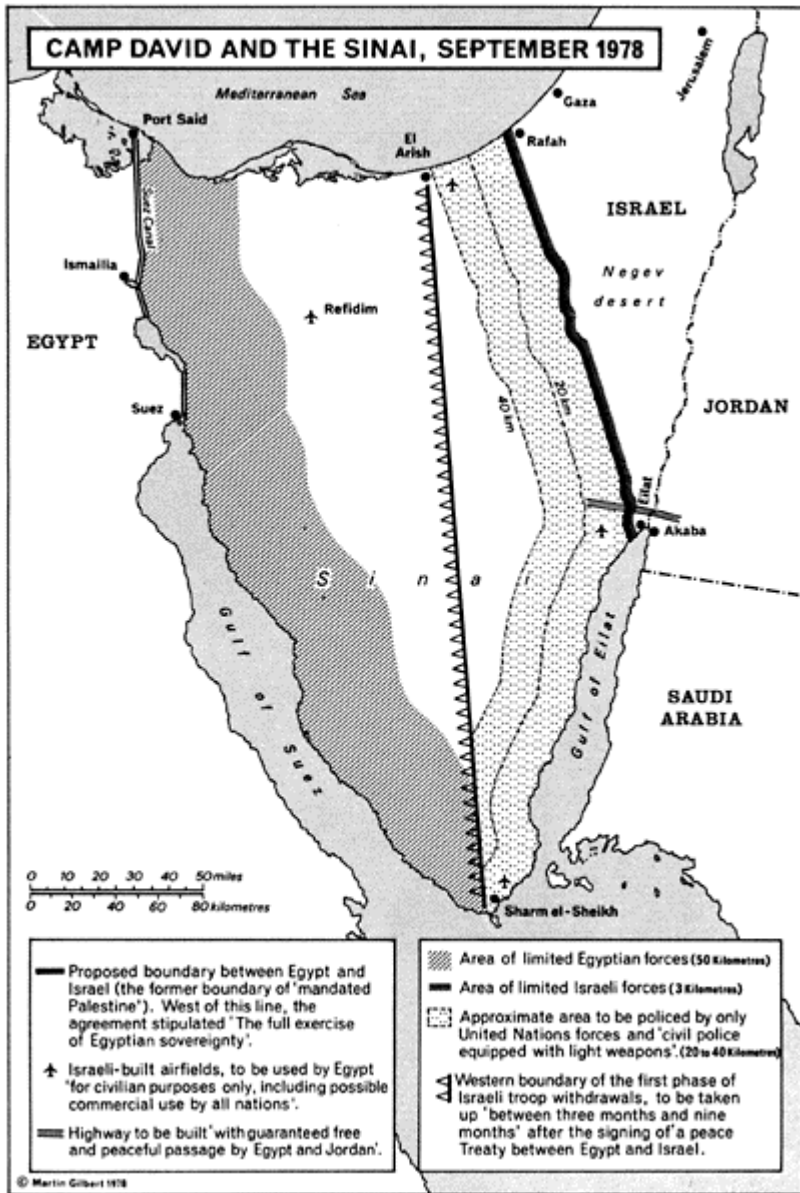 CAMP DAVID AND THE SINAI, SEPTEMBER 1978
Mediterranean Sea
Jerusalem
Gaza
Port Said
El
Arish
Rafah
ISRAEL
Suez Canal
Ismailia
Negev
desert
Refidim
EGYPT
40 km
20 km
JORDAN
Suez
Eilat
Akaba
Sinai
Gulf of Suez
Gulf of Eilat
SAUDI
ARABIA
0 10 20 30 40 50 miles
0 20 40 60 80 kilometres
Sharm el-Sheikh
Proposed boundary between Egypt and
Israel (the former boundary of 'mandated
Palestine'). West of this line, the
agreement stipulated 'The full exercise
of Egyptian sovereignty'.
Israeli-built airfields, to be used by Egypt
'for civilian purposes only, including possible
commercial use by all nations'.
Highway to be built 'with guaranteed free
and peaceful passage by Egypt and Jordan'.
Area of limited Egyptian forces (50 Kilometres)
Area of limited Israeli forces (3 Kilometres)
Approximate area to be policed by only
United Nations forces and 'civil police
equipped with light weapons'. (20 to 40 Kilometres)
Western boundary of the first phase of
Israeli troop withdrawals, to be taken
up 'between three months and nine
months' after the signing of 'a peace
Treaty between Egypt and Israel.
© Martin Gilbert 1978